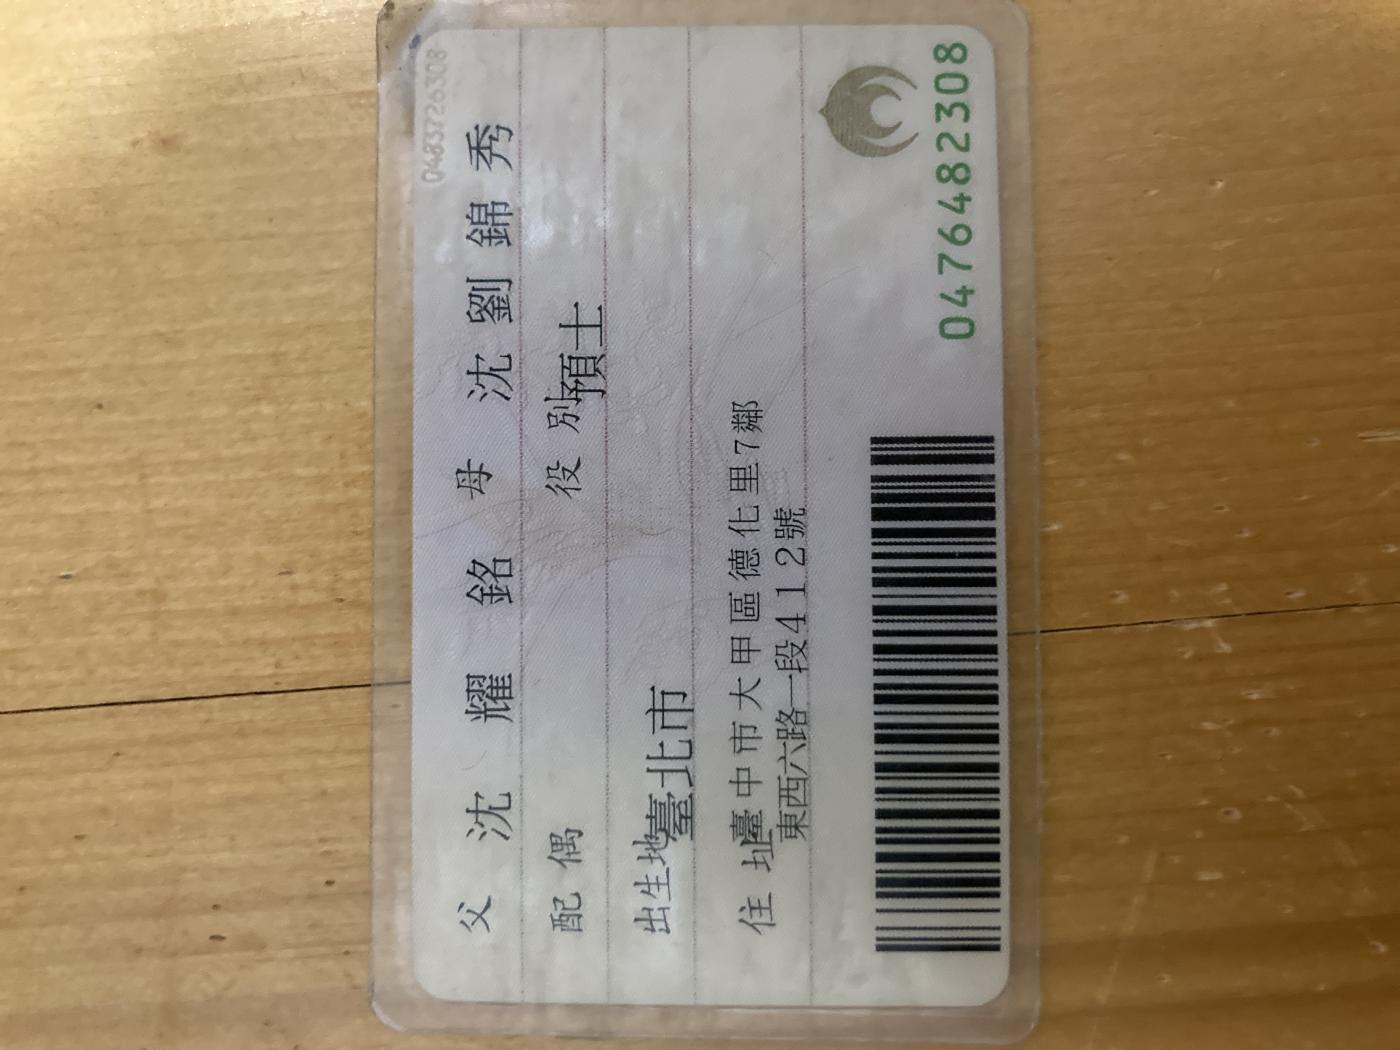 父 沈耀銘 母 沈劉錦秀
配偶 役別 預士
出生地 臺北市
住址 臺中市大甲區德化里7鄰
東西六路一段412號
0476482308